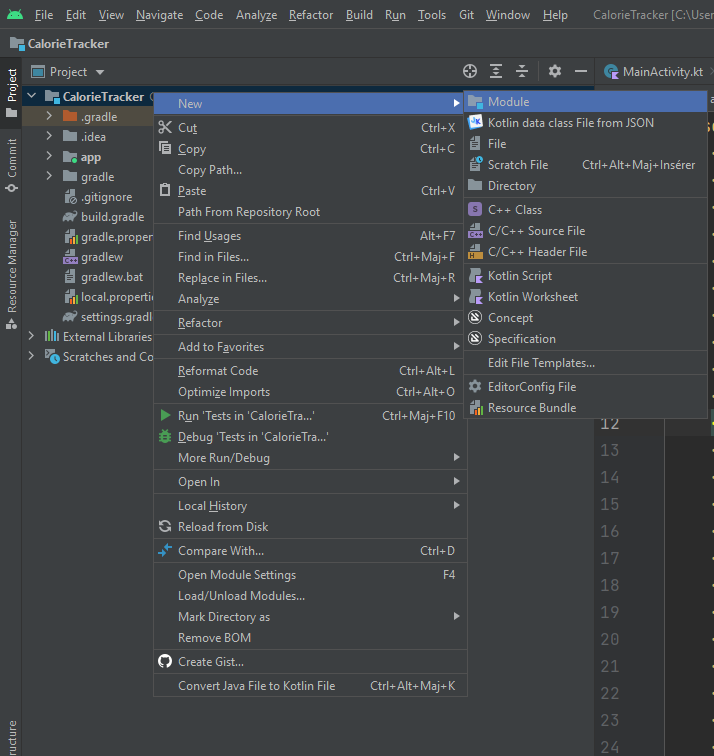 File Edit View Navigate Code Analyze Refactor Build Run Tools Git Window Help CalorieTracker [C:\User
CalorieTracker
Project
Commit
Resource Manager
ructure
Project
MainActivity.kt
CalorieTracker
.gradle
.idea
app
gradle
.gitignore
build.gradle
gradle.proper
gradlew
gradlew.bat
local.propertie
settings.gradl
External Libraries
Scratches and Co
New
Cut Ctrl+X
Copy Ctrl+C
Copy Path...
Paste Ctrl+V
Path From Repository Root
Find Usages Alt+F7
Find in Files... Ctrl+Maj+F
Replace in Files... Ctrl+Maj+R
Analyze
Refactor
Add to Favorites
Reformat Code Ctrl+Alt+L
Optimize Imports Ctrl+Alt+O
Run 'Tests in 'CalorieTra...' Ctrl+Maj+F10
Debug 'Tests in 'CalorieTra...'
More Run/Debug
Open In
Local History
Reload from Disk
Compare With... Ctrl+D
Open Module Settings F4
Load/Unload Modules...
Mark Directory as
Remove BOM
Create Gist...
Convert Java File to Kotlin File Ctrl+Alt+Maj+K
Module
Kotlin data class File from JSON
File
Scratch File Ctrl+Alt+Maj+Insérer
Directory
C++ Class
C/C++ Source File
C/C++ Header File
Kotlin Script
Kotlin Worksheet
Concept
Specification
Edit File Templates...
EditorConfig File
Resource Bundle
12
13
14
15
16
17
18
19
20
21
22
23
24